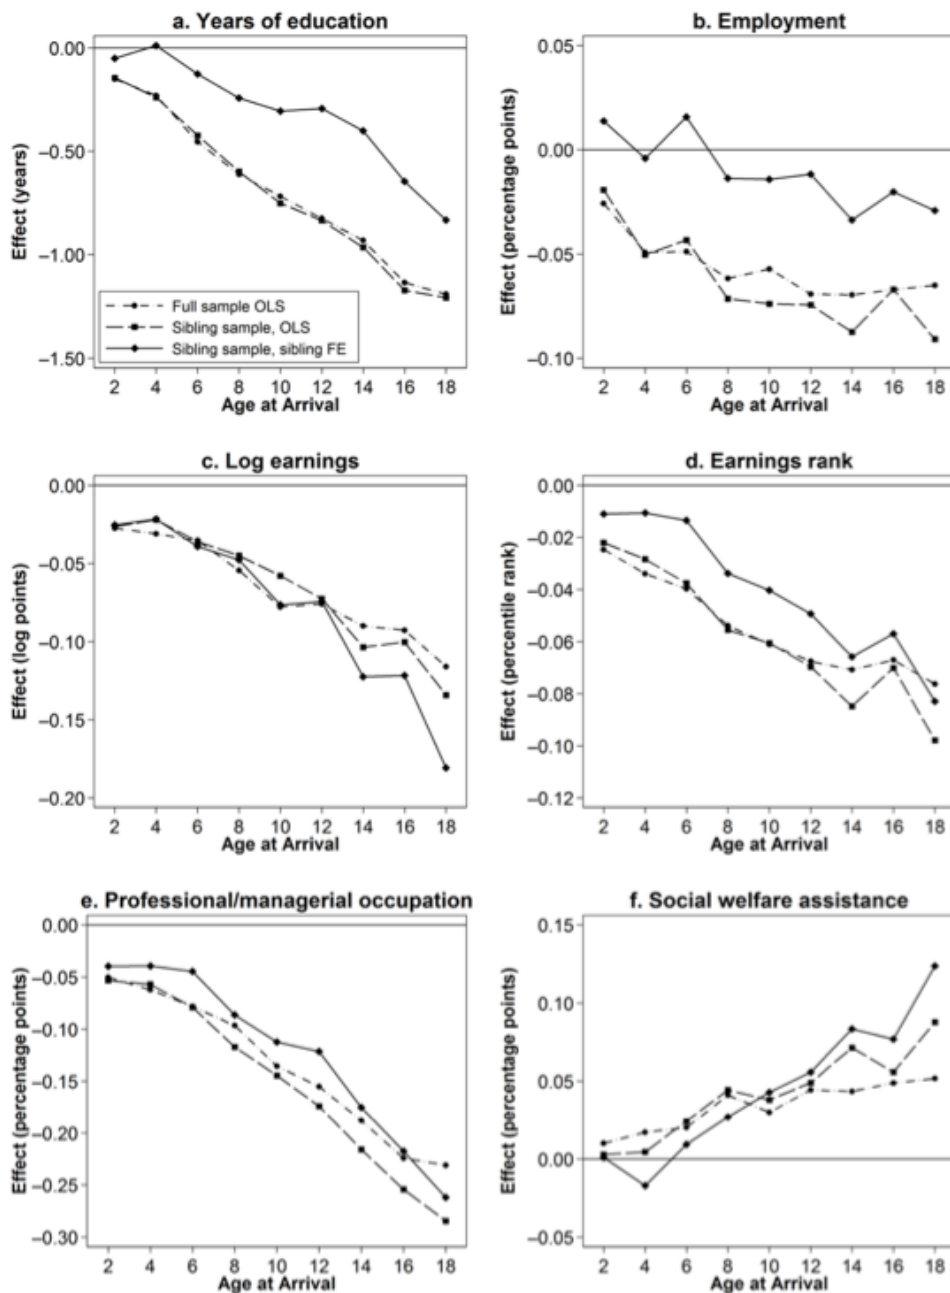 a. Years of education
0.00
−0.50
−1.00
−1.50
Effect (years)
Full sample OLS
Sibling sample, OLS
Sibling sample, sibling FE
2 4 6 8 10 12 14 16 18
Age at Arrival
b. Employment
0.05
0.00
−0.05
−0.10
Effect (percentage points)
2 4 6 8 10 12 14 16 18
Age at Arrival
c. Log earnings
0.00
−0.05
−0.10
−0.15
−0.20
Effect (log points)
2 4 6 8 10 12 14 16 18
Age at Arrival
d. Earnings rank
0.00
−0.02
−0.04
−0.06
−0.08
−0.10
−0.12
Effect (percentile rank)
2 4 6 8 10 12 14 16 18
Age at Arrival
e. Professional/managerial occupation
0.00
−0.05
−0.10
−0.15
−0.20
−0.25
−0.30
Effect (percentage points)
2 4 6 8 10 12 14 16 18
Age at Arrival
f. Social welfare assistance
0.15
0.10
0.05
0.00
−0.05
Effect (percentage points)
2 4 6 8 10 12 14 16 18
Age at Arrival